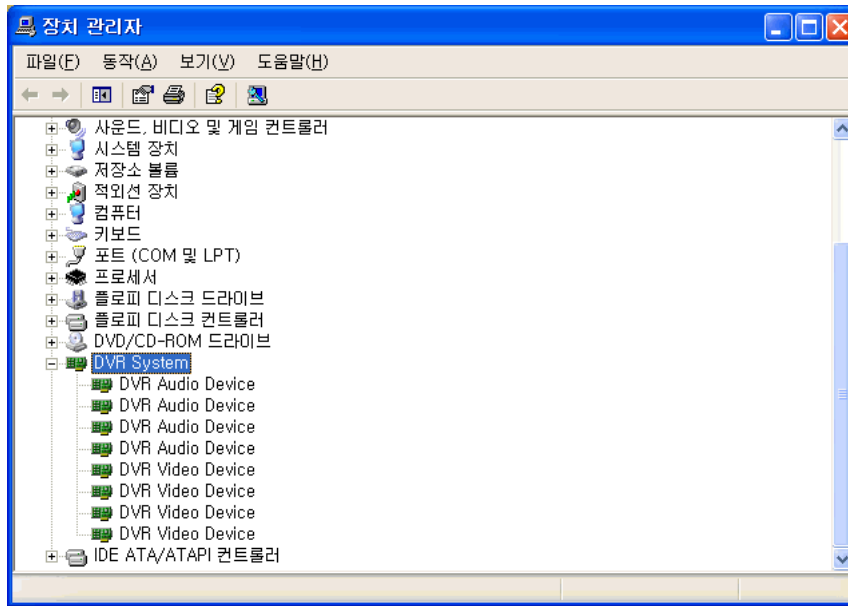 장치 관리자
파일(F) 동작(A) 보기(V) 도움말(H)
사운드, 비디오 및 게임 컨트롤러
시스템 장치
저장소 볼륨
적외선 장치
컴퓨터
키보드
포트 (COM 및 LPT)
프로세서
플로피 디스크 드라이브
플로피 디스크 컨트롤러
DVD/CD-ROM 드라이브
DVR System
DVR Audio Device
DVR Audio Device
DVR Audio Device
DVR Audio Device
DVR Video Device
DVR Video Device
DVR Video Device
DVR Video Device
IDE ATA/ATAPI 컨트롤러